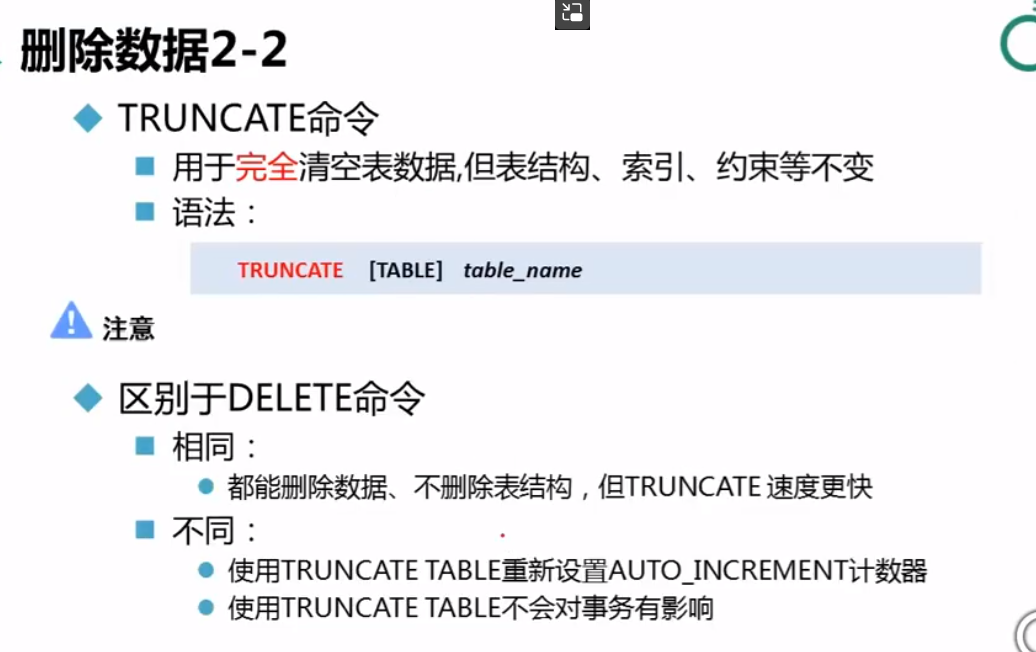 删除数据2-2
TRUNCATE命令
用于完全清空表数据,但表结构、索引、约束等不变
语法：
TRUNCATE [TABLE] table_name
注意
区别于DELETE命令
相同：
都能删除数据、不删除表结构，但TRUNCATE 速度更快
不同：
使用TRUNCATE TABLE重新设置AUTO_INCREMENT计数器
使用TRUNCATE TABLE不会对事务有影响